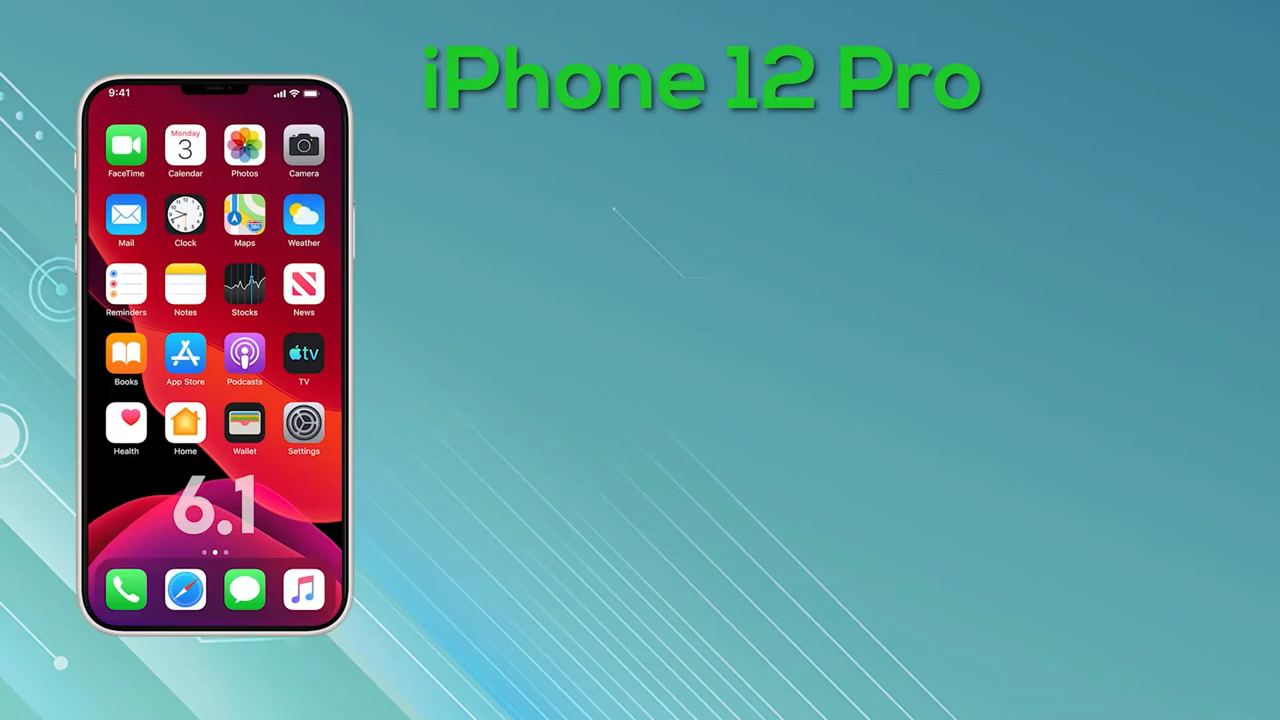 iPhone 12 Pro
9:41
Monday
3
FaceTime Calendar Photos Camera
Mail Clock Maps Weather
Reminders Notes Stocks News
tv
Books App Store Podcasts TV
Health Home Wallet Settings
6.1